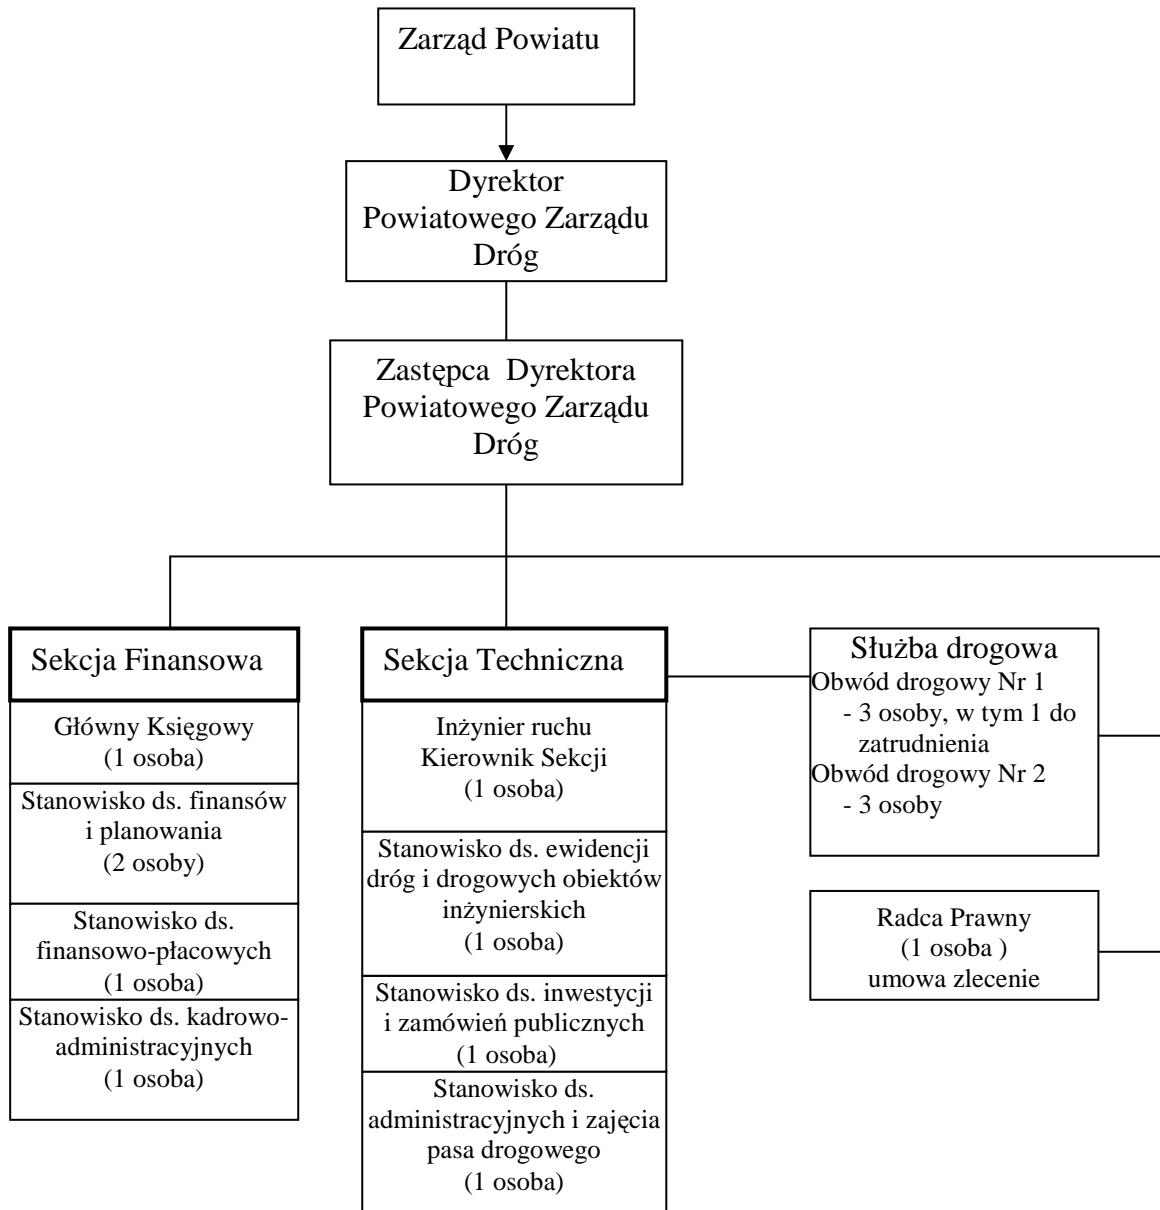 Zarząd Powiatu
Dyrektor
Powiatowego Zarządu
Dróg
Zastępca Dyrektora
Powiatowego Zarządu
Dróg
Sekcja Finansowa
Główny Księgowy
(1 osoba)
Stanowisko ds. finansów
i planowania
(2 osoby)
Stanowisko ds.
finansowo-płacowych
(1 osoba)
Stanowisko ds. kadrowo-
administracyjnych
(1 osoba)
Sekcja Techniczna
Inżynier ruchu
Kierownik Sekcji
(1 osoba)
Stanowisko ds. ewidencji
dróg i drogowych obiektów
inżynierskich
(1 osoba)
Stanowisko ds. inwestycji
i zamówień publicznych
(1 osoba)
Stanowisko ds.
administracyjnych i zajęcia
pasa drogowego
(1 osoba)
Służba drogowa
Obwód drogowy Nr 1
- 3 osoby, w tym 1 do
zatrudnienia
Obwód drogowy Nr 2
- 3 osoby
Radca Prawny
(1 osoba )
umowa zlecenie